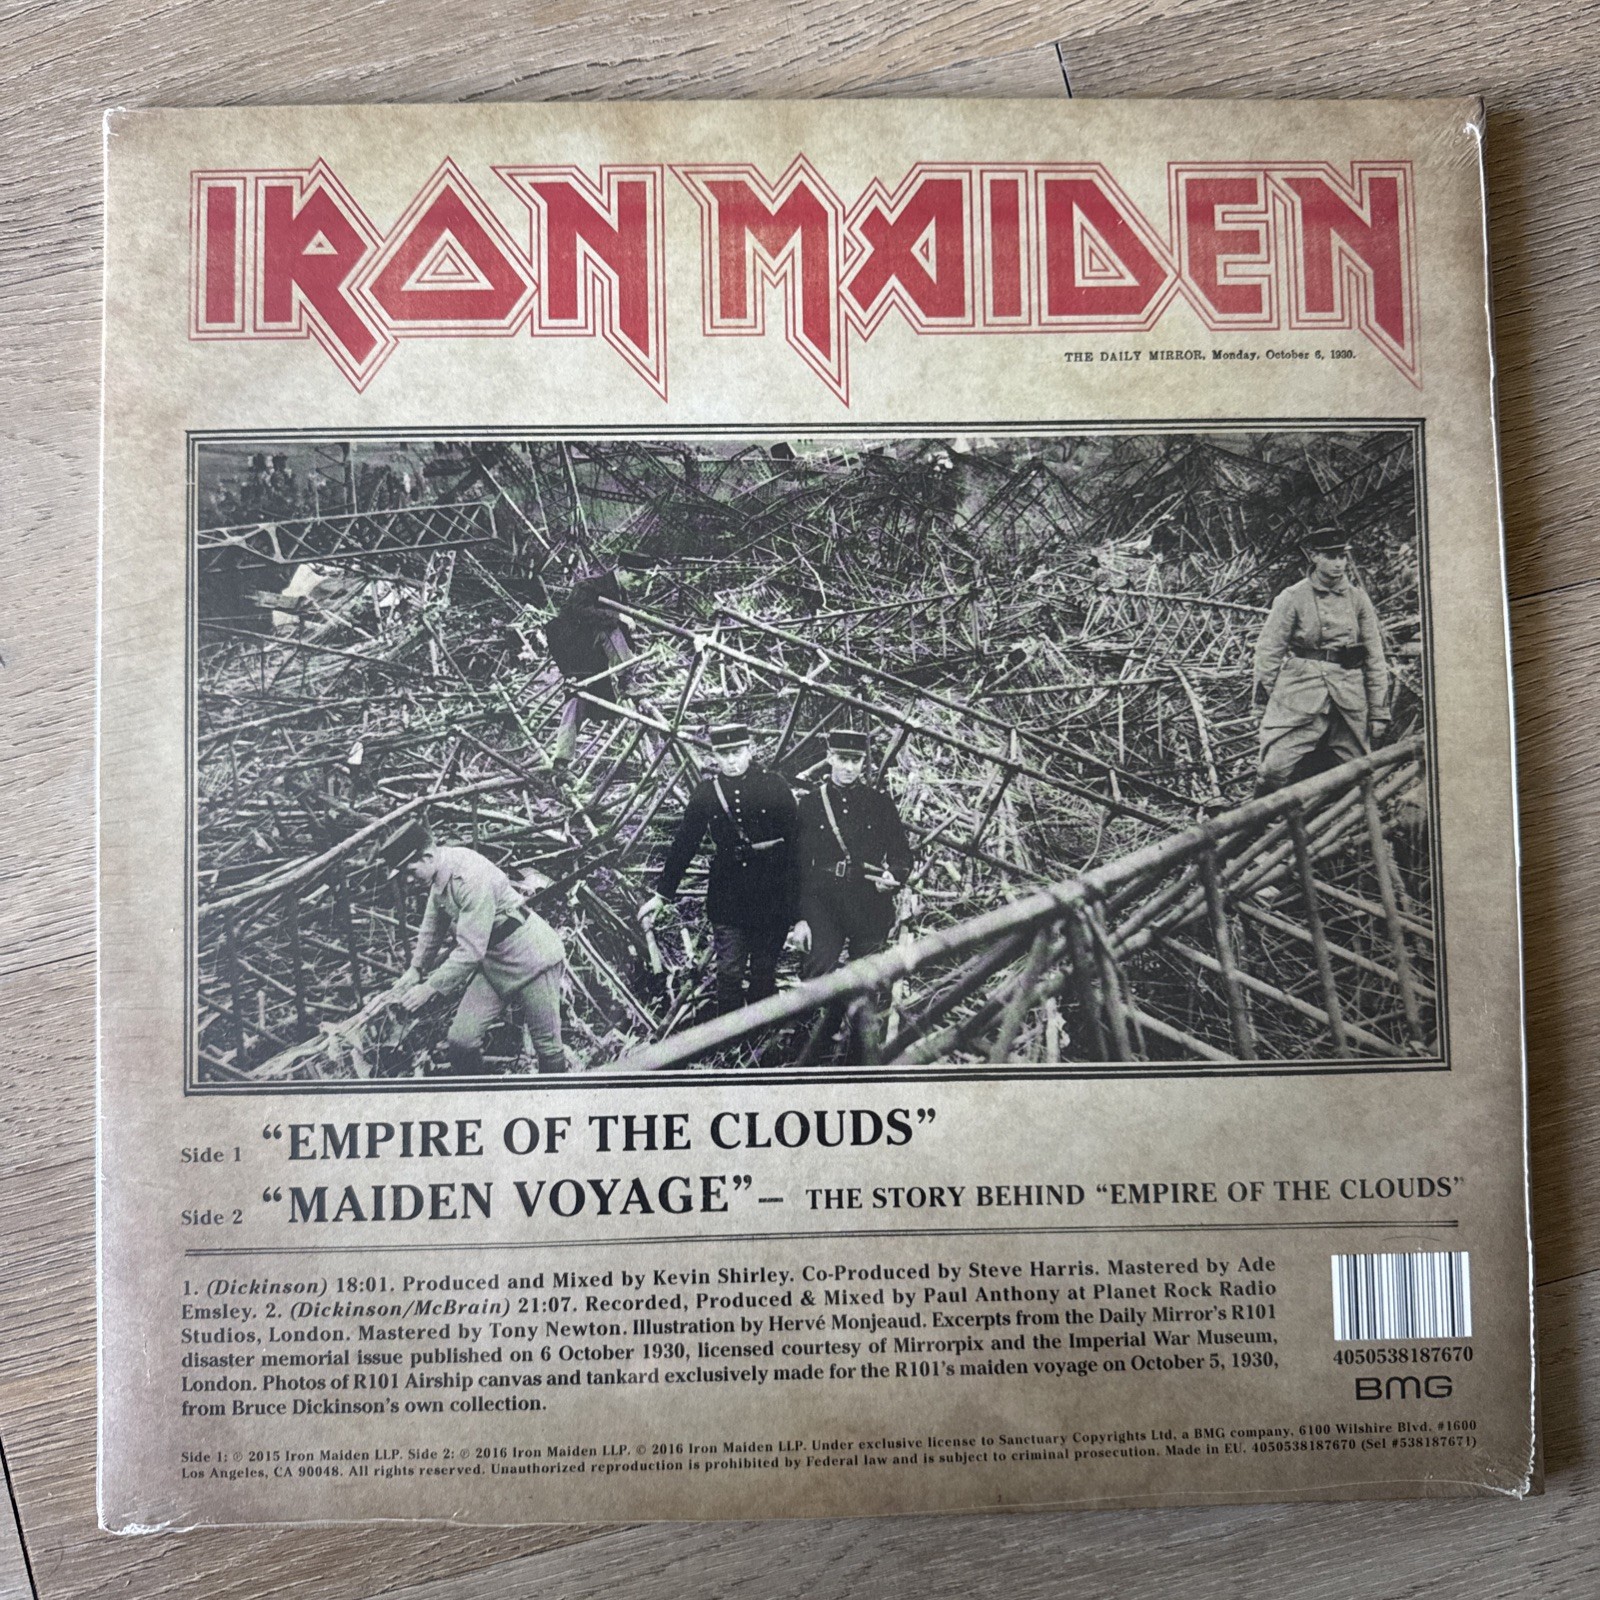 IRON MAIDEN
THE DAILY MIRROR, Monday, October 6, 1930.
Side 1 “EMPIRE OF THE CLOUDS”
Side 2 “MAIDEN VOYAGE”– THE STORY BEHIND “EMPIRE OF THE CLOUDS”
1. (Dickinson) 18:01. Produced and Mixed by Kevin Shirley. Co-Produced by Steve Harris. Mastered by Ade
Emsley. 2. (Dickinson/McBrain) 21:07. Recorded, Produced & Mixed by Paul Anthony at Planet Rock Radio
Studios, London. Mastered by Tony Newton. Illustration by Hervé Monjeaud. Excerpts from the Daily Mirror’s R101
disaster memorial issue published on 6 October 1930, licensed courtesy of Mirrorpix and the Imperial War Museum,
London. Photos of R101 Airship canvas and tankard exclusively made for the R101’s maiden voyage on October 5, 1930,
from Bruce Dickinson’s own collection.
4050538187670
BMG
Side 1: ℗ 2015 Iron Maiden LLP. Side 2: ℗ 2016 Iron Maiden LLP. © 2016 Iron Maiden LLP. Under exclusive license to Sanctuary Copyrights Ltd, a BMG company, 6100 Wilshire Blvd. #1600
Los Angeles, CA 90048. All rights reserved. Unauthorized reproduction is prohibited by Federal law and is subject to criminal prosecution. Made in EU. 4050538187670 (Sel #538187671)